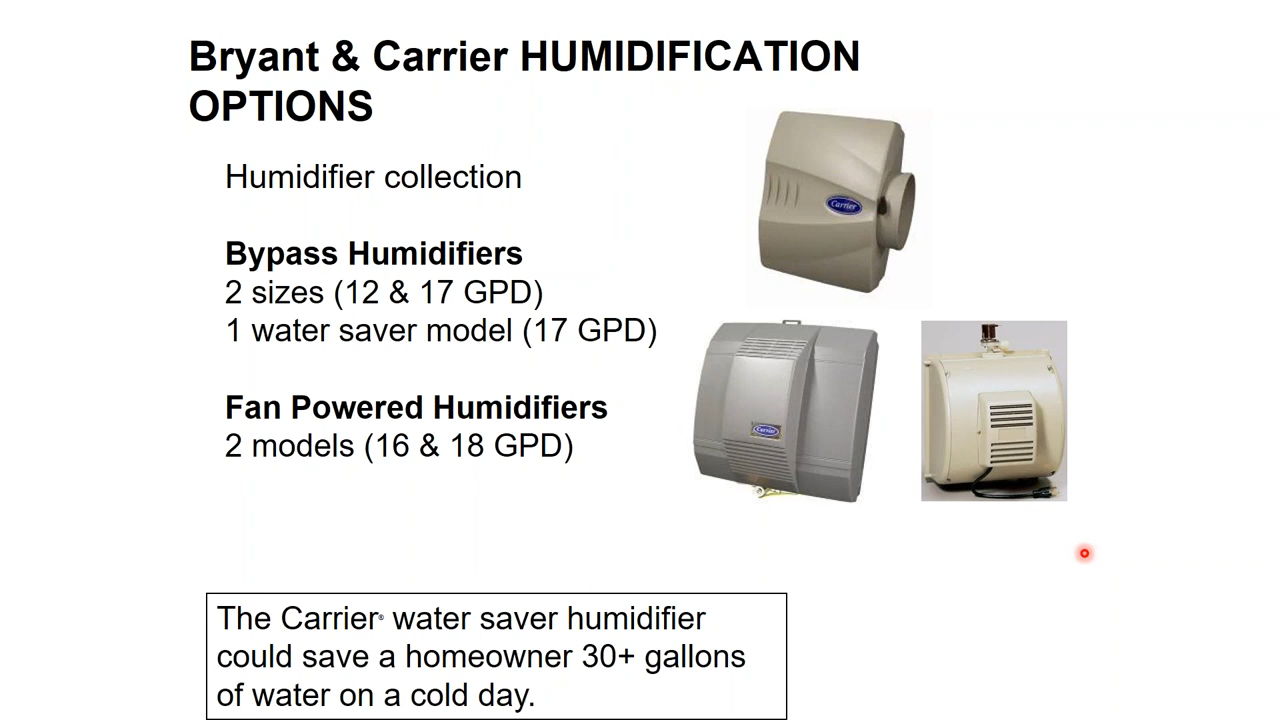 Bryant & Carrier HUMIDIFICATION
OPTIONS
Humidifier collection
Bypass Humidifiers
2 sizes (12 & 17 GPD)
1 water saver model (17 GPD)
Fan Powered Humidifiers
2 models (16 & 18 GPD)
Carrier
Carrier
The Carrier® water saver humidifier
could save a homeowner 30+ gallons
of water on a cold day.